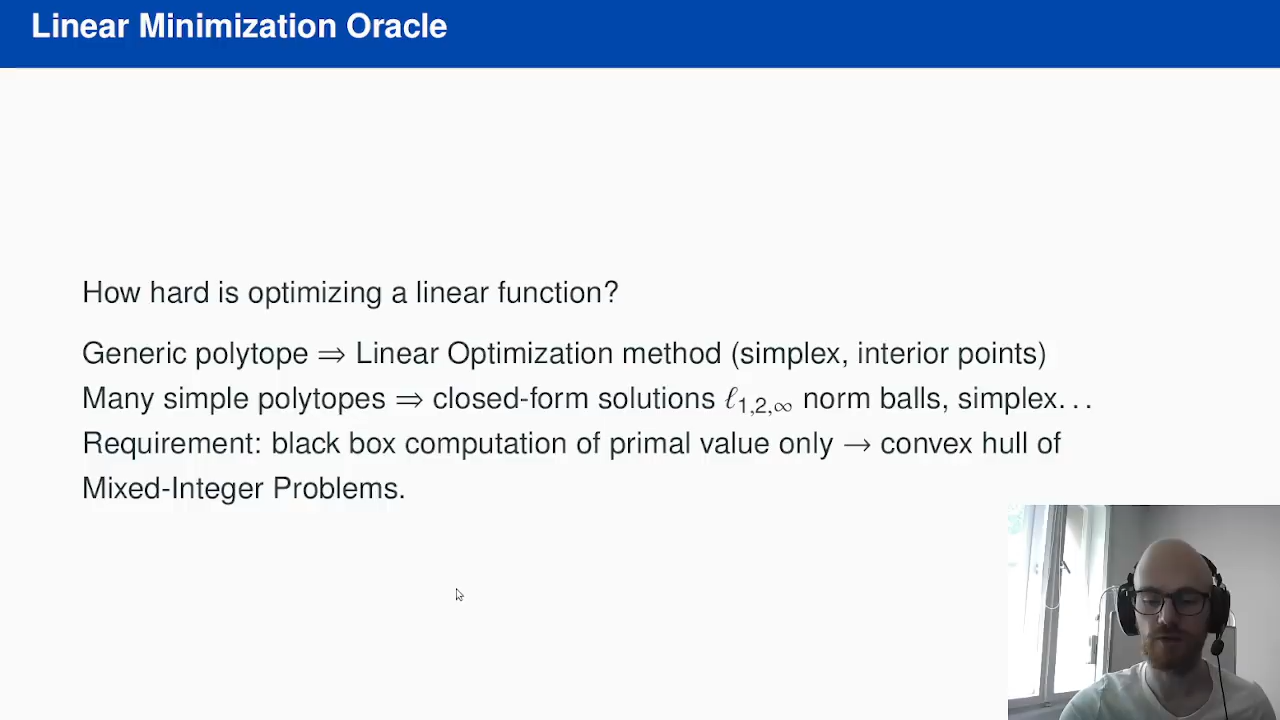 Linear Minimization Oracle
How hard is optimizing a linear function?
Generic polytope ⇒ Linear Optimization method (simplex, interior points)
Many simple polytopes ⇒ closed-form solutions ℓ₁,₂,∞ norm balls, simplex...
Requirement: black box computation of primal value only → convex hull of
Mixed-Integer Problems.